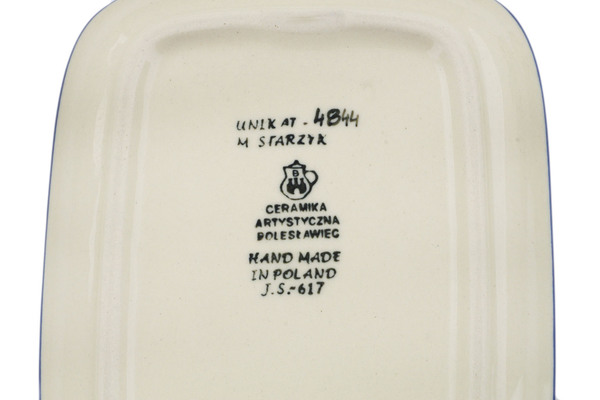 UNIKAT - 4844
M STARZYK
B
CERAMIKA
ARTYSTYCZNA
BOLESŁAWIEC
HAND MADE
IN POLAND
J.S.-617